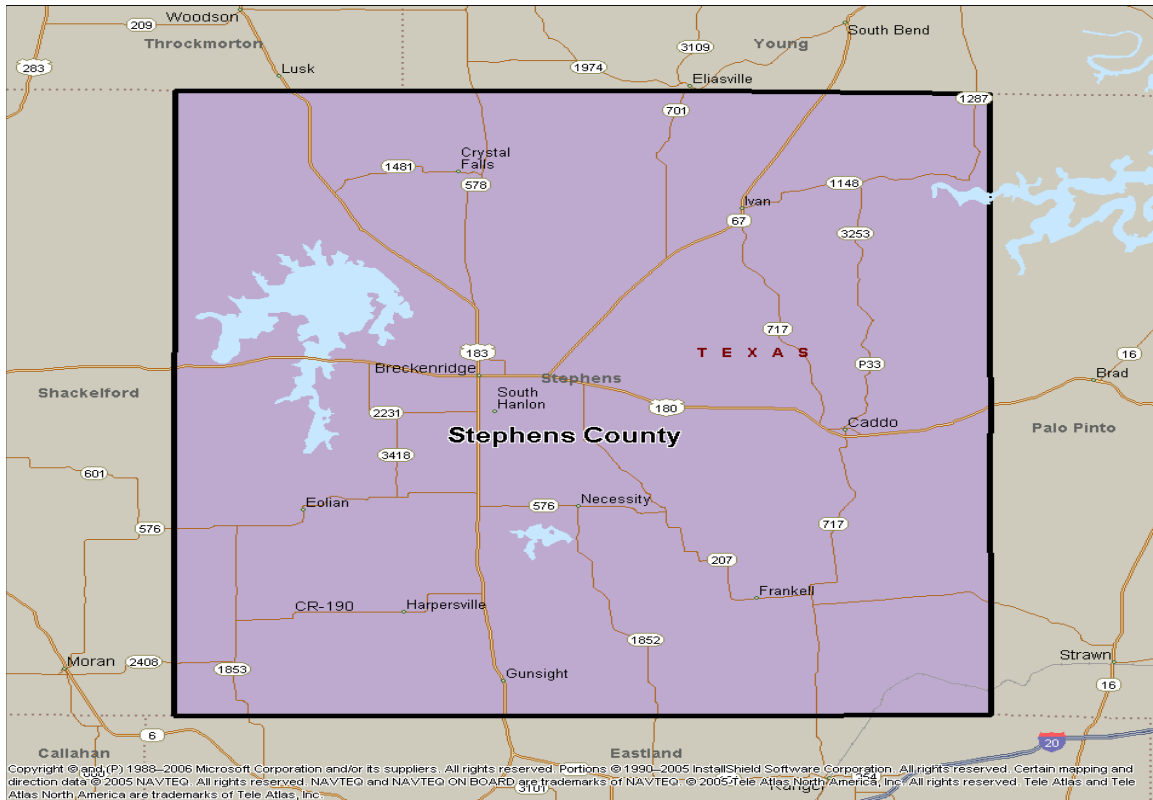 Woodson
209
Throckmorton
3109
Young
South Bend
283
Lusk
1974
Eliasville
1287
701
Crystal
Falls
1481
578
1148
Ivan
67
3253
717
T E X A S
183
P33
16
Breckenridge
Stephens
Brad
Shackelford
South
Hanlon
2231
180
Caddo
Palo Pinto
Stephens County
3418
601
Eolian
576
Necessity
576
717
207
Frankell
CR-190
Harpersville
1852
Moran
2408
1853
Gunsight
Strawn
16
6
20
Callahan
Eastland
Copyright © and (P) 1988–2006 Microsoft Corporation and/or its suppliers. All rights reserved. Portions © 1990–2005 InstallShield Software Corporation. All rights reserved. Certain mapping and
direction data © 2005 NAVTEQ. All rights reserved. NAVTEQ and NAVTEQ ON BOARD are trademarks of NAVTEQ. © 2005 Tele Atlas North America, Inc. All rights reserved. Tele Atlas and Tele
Atlas North America are trademarks of Tele Atlas, Inc.
3101
Ranger